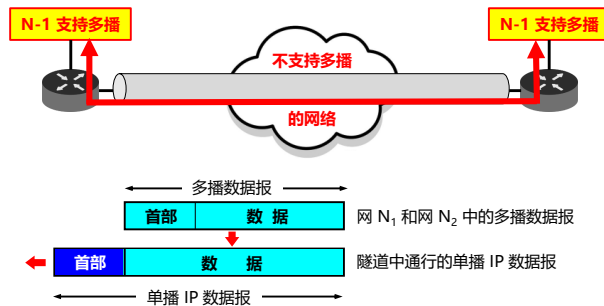 N-1 支持多播
N-1 支持多播
不支持多播
的网络
多播数据报
首部 数 据 网 N₁ 和网 N₂ 中的多播数据报
首部 数 据 隧道中通行的单播 IP 数据报
单播 IP 数据报